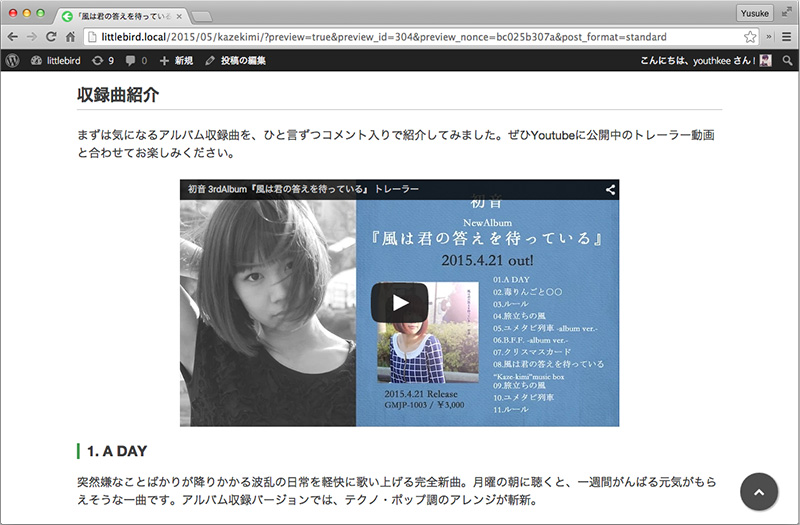 「風は君の答えを待っている
Yusuke
littlebird.local/2015/05/kazekimi/?preview=true&preview_id=304&preview_nonce=bc025b307a&post_format=standard
littlebird 9 0 新規 投稿の編集 こんにちは、youthkee さん !
収録曲紹介
まずは気になるアルバム収録曲を、ひと言ずつコメント入りで紹介してみました。ぜひYoutubeに公開中のトレーラー動画
と合わせてお楽しみください。
初音 3rdAlbum『風は君の答えを待っている』 トレーラー
初音
NewAlbum
『風は君の答えを待っている』
2015.4.21 out!
01.A DAY
02.毒りんごと〇〇
03.ルール
04.旅立ちの風
05.ユメタビ列車 -album ver.-
06.B.F.F. -album ver.-
07.クリスマスカード
08.風は君の答えを待っている
“Kaze-kimi”music box
09.旅立ちの風
10.ユメタビ列車
11.ルール
2015.4.21 Release
GMJP-1003 / ￥3,000
1. A DAY
突然嫌なことばかりが降りかかる波乱の日常を軽快に歌い上げる完全新曲。月曜の朝に聴くと、一週間がんばる元気がもら
えそうな一曲です。アルバム収録バージョンでは、テクノ・ポップ調のアレンジが斬新。